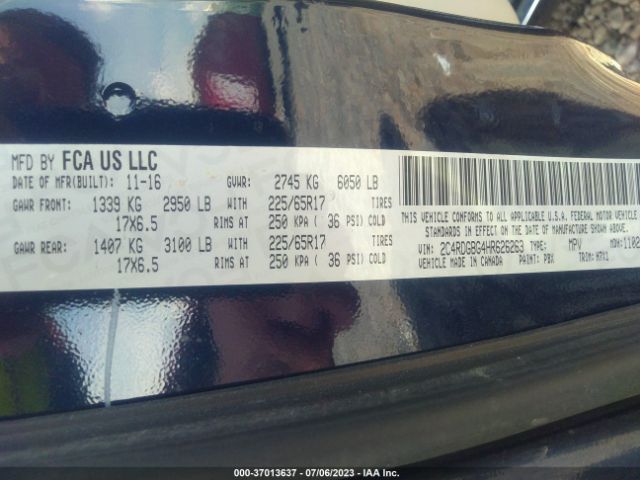 MFD BY FCA US LLC
DATE OF MFR(BUILT): 11-16 GVWR: 2745 KG 6050 LB
GAWR FRONT: 1339 KG 2950 LB WITH 225/65R17 TIRES
17X6.5 RIMS AT 250 KPA ( 36 PSI) COLD
GAWR REAR: 1407 KG 3100 LB WITH 225/65R17 TIRES
17X6.5 RIMS AT 250 KPA ( 36 PSI) COLD
THIS VEHICLE CONFORMS TO ALL APPLICABLE U.S.A. FEDERAL MOTOR VEHICLE
STANDARDS IN EFFECT ON THE DATE OF MANUFACTURE SHOWN ABOVE.
VIN: 2C4RDGBG4HR626263 TYPE: MPV MDH:1102
VEHICLE MADE IN CANADA PAINT: PBX TRIM:
000-37013637 - 07/06/2023 - IAA Inc.